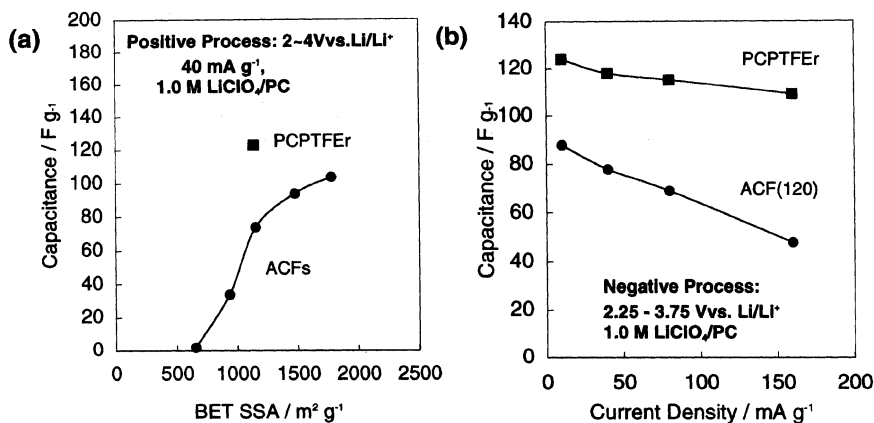 (a)
Positive Process: 2~4Vvs.Li/Li⁺
40 mA g⁻¹,
1.0 M LiClO₄/PC
PCPTFEr
ACFs
Capacitance / F g₋₁
200
180
160
140
120
100
80
60
40
20
0
0 500 1000 1500 2000 2500
BET SSA / m² g⁻¹
(b)
PCPTFEr
ACF(120)
Negative Process:
2.25 - 3.75 Vvs. Li/Li⁺
1.0 M LiClO₄/PC
Capacitance / F g₋₁
140
120
100
80
60
40
20
0
0 50 100 150 200
Current Density / mA g⁻¹